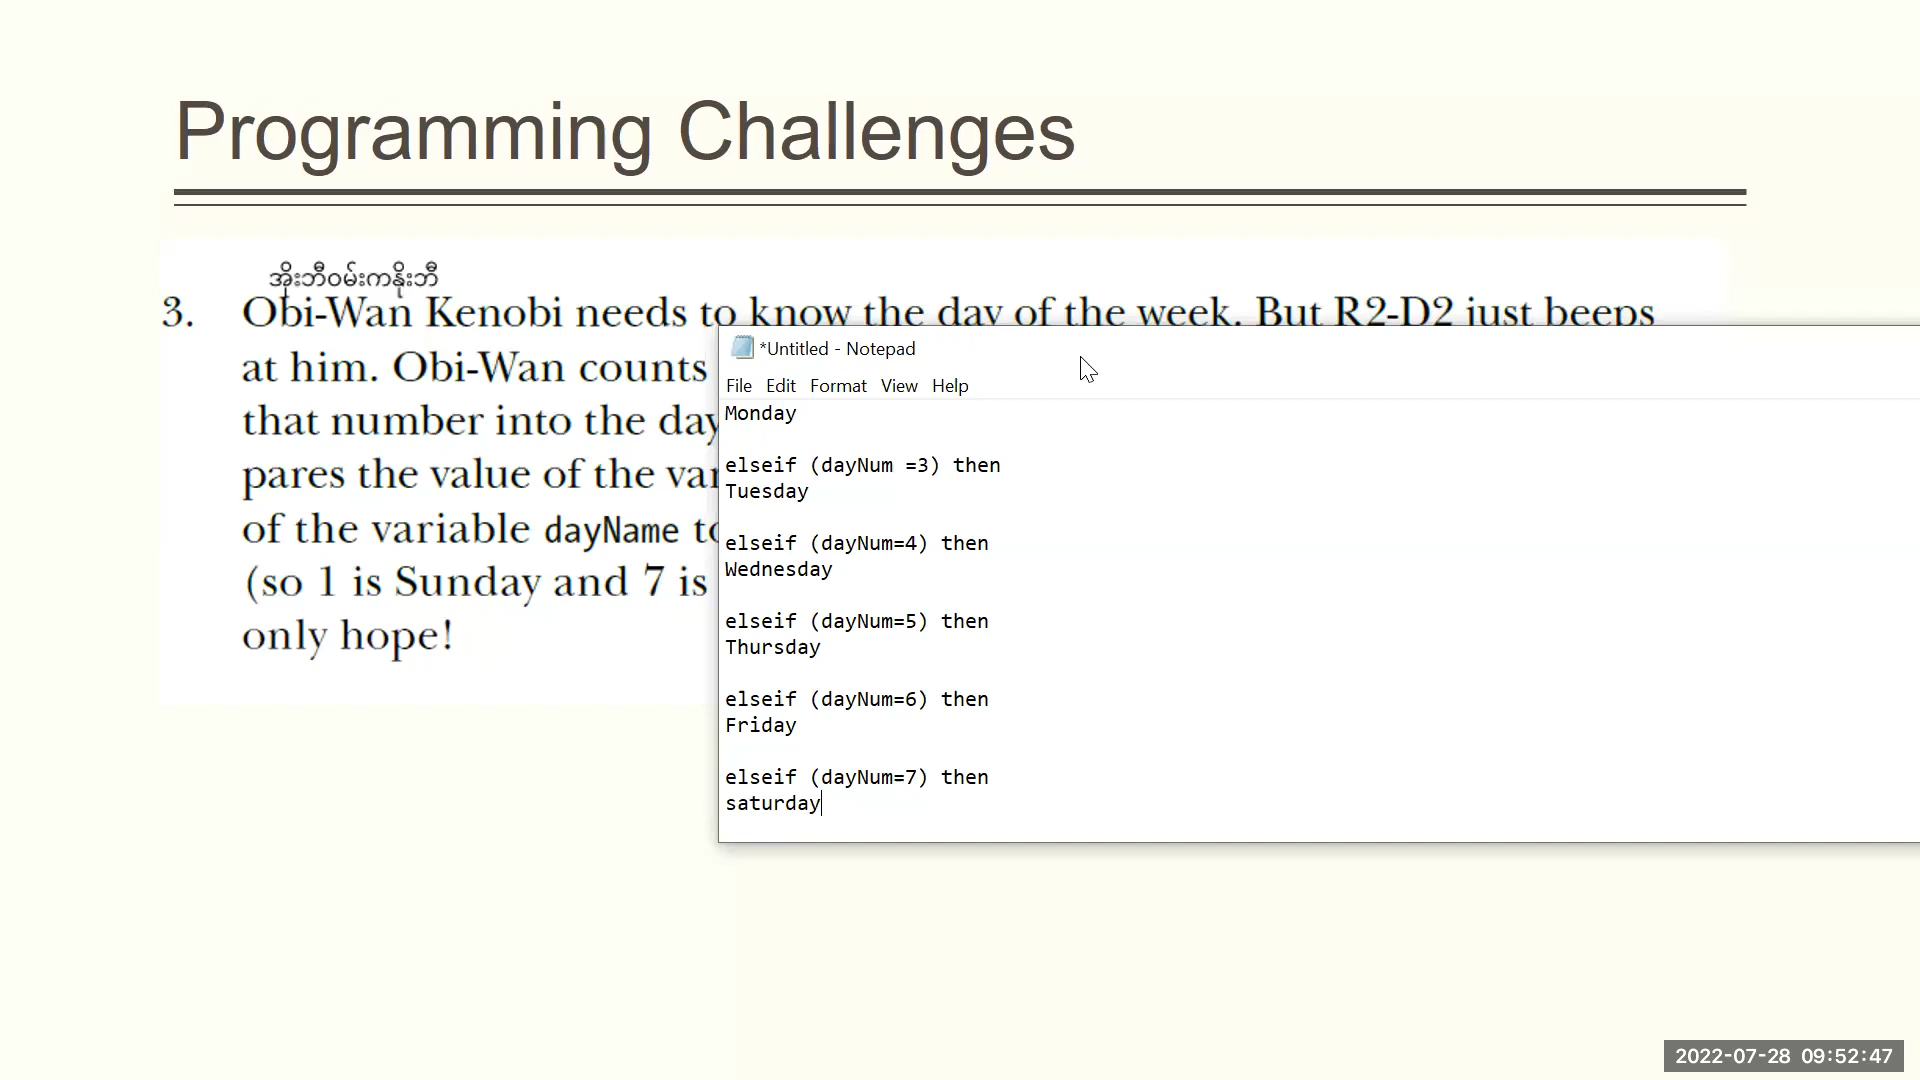 Programming Challenges
အိုးဘီဝမ်းကနိုးဘီ
3. Obi-Wan Kenobi needs to know the day of the week. But R2-D2 just beeps
at him. Obi-Wan counts
that number into the day
pares the value of the var
of the variable dayName to
(so 1 is Sunday and 7 is
only hope!
*Untitled - Notepad
File Edit Format View Help
Monday
elseif (dayNum =3) then
Tuesday
elseif (dayNum=4) then
Wednesday
elseif (dayNum=5) then
Thursday
elseif (dayNum=6) then
Friday
elseif (dayNum=7) then
saturday
2022-07-28 09:52:47